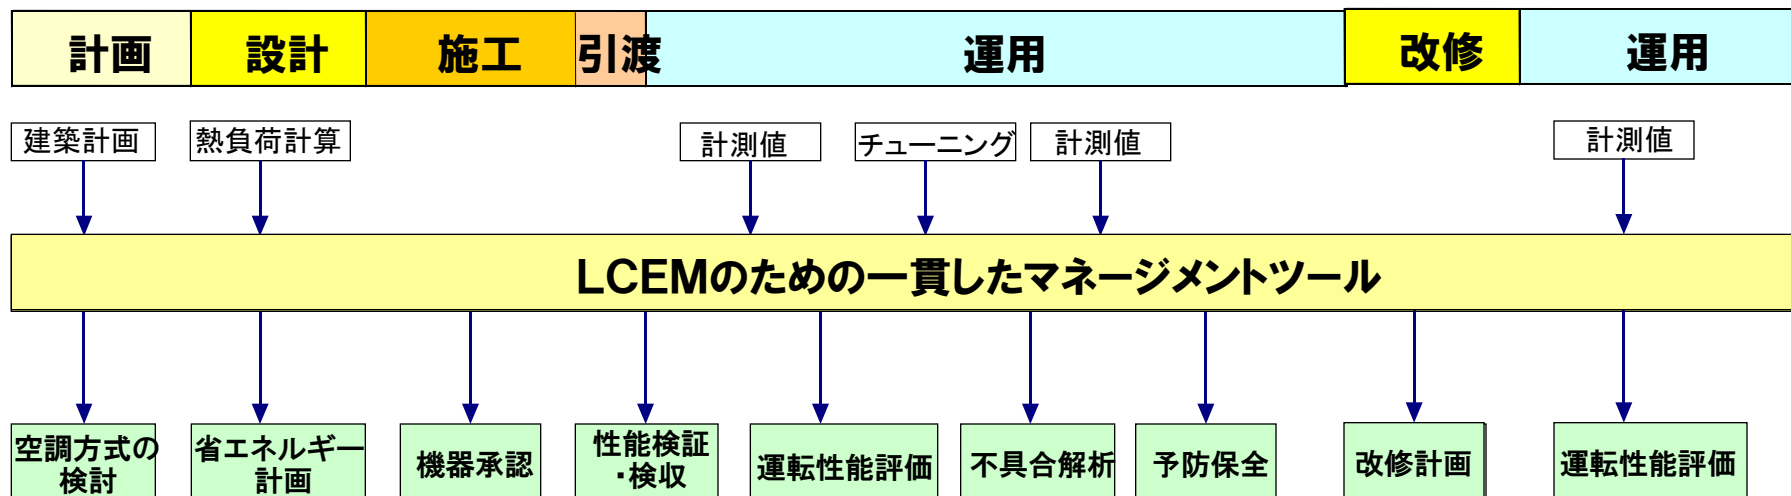 計画 設計 施工 引渡 運用 改修 運用
建築計画 熱負荷計算 計測値 チューニング 計測値 計測値
LCEMのための一貫したマネージメントツール
空調方式の
検討
省エネルギー
計画
機器承認
性能検証
・検収
運転性能評価
不具合解析
予防保全
改修計画
運転性能評価